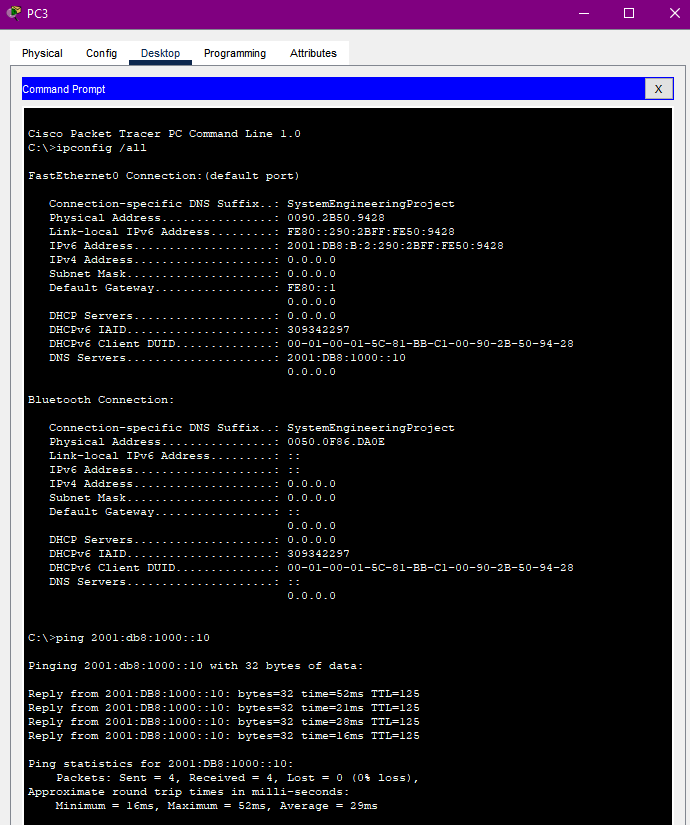 PC3
Physical Config Desktop Programming Attributes
Command Prompt X
Cisco Packet Tracer PC Command Line 1.0
C:\>ipconfig /all
FastEthernet0 Connection:(default port)
Connection-specific DNS Suffix..: SystemEngineeringProject
Physical Address................: 0090.2B50.9428
Link-local IPv6 Address.........: FE80::290:2BFF:FE50:9428
IPv6 Address....................: 2001:DB8:B:2:290:2BFF:FE50:9428
IPv4 Address....................: 0.0.0.0
Subnet Mask.....................: 0.0.0.0
Default Gateway.................: FE80::1
0.0.0.0
DHCP Servers....................: 0.0.0.0
DHCPv6 IAID.....................: 309342297
DHCPv6 Client DUID..............: 00-01-00-01-5C-81-BB-C1-00-90-2B-50-94-28
DNS Servers.....................: 2001:DB8:1000::10
0.0.0.0
Bluetooth Connection:
Connection-specific DNS Suffix..: SystemEngineeringProject
Physical Address................: 0050.0F86.DA0E
Link-local IPv6 Address.........: ::
IPv6 Address....................: ::
IPv4 Address....................: 0.0.0.0
Subnet Mask.....................: 0.0.0.0
Default Gateway.................: ::
0.0.0.0
DHCP Servers....................: 0.0.0.0
DHCPv6 IAID.....................: 309342297
DHCPv6 Client DUID..............: 00-01-00-01-5C-81-BB-C1-00-90-2B-50-94-28
DNS Servers.....................: ::
0.0.0.0
C:\>ping 2001:db8:1000::10
Pinging 2001:db8:1000::10 with 32 bytes of data:
Reply from 2001:DB8:1000::10: bytes=32 time=52ms TTL=125
Reply from 2001:DB8:1000::10: bytes=32 time=21ms TTL=125
Reply from 2001:DB8:1000::10: bytes=32 time=28ms TTL=125
Reply from 2001:DB8:1000::10: bytes=32 time=16ms TTL=125
Ping statistics for 2001:DB8:1000::10:
Packets: Sent = 4, Received = 4, Lost = 0 (0% loss),
Approximate round trip times in milli-seconds:
Minimum = 16ms, Maximum = 52ms, Average = 29ms